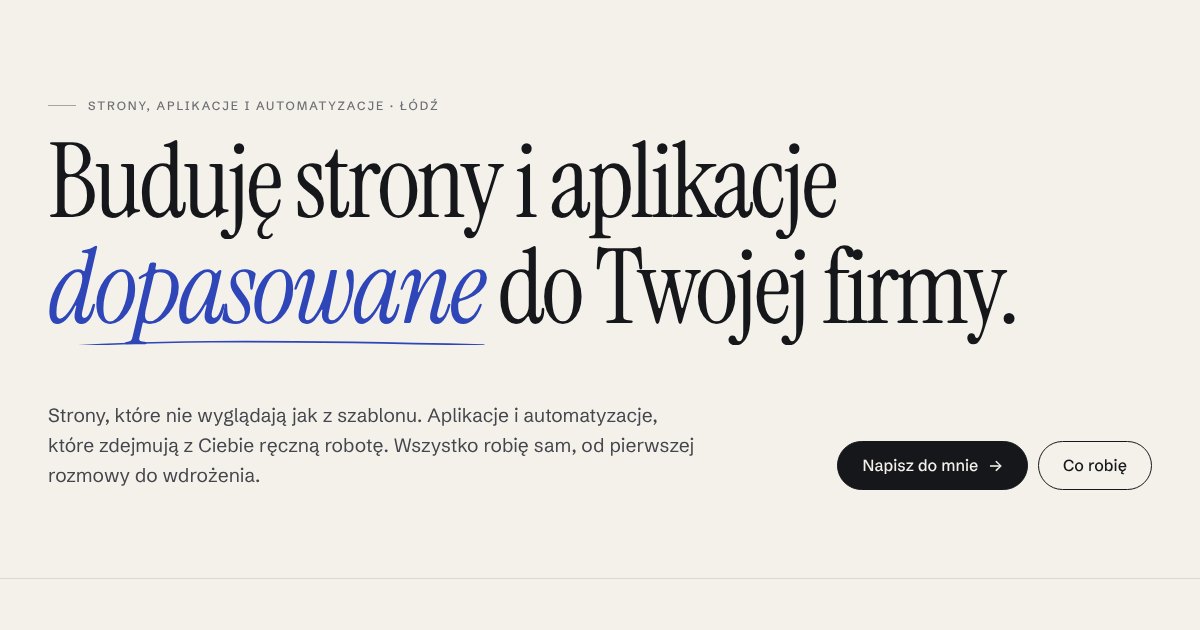 STRONY, APLIKACJE I AUTOMATYZACJE · ŁÓDŹ
Buduję strony i aplikacje
dopasowane do Twojej firmy.
Strony, które nie wyglądają jak z szablonu. Aplikacje i automatyzacje,
które zdejmują z Ciebie ręczną robotę. Wszystko robię sam, od pierwszej
rozmowy do wdrożenia.
Napisz do mnie →
Co robię